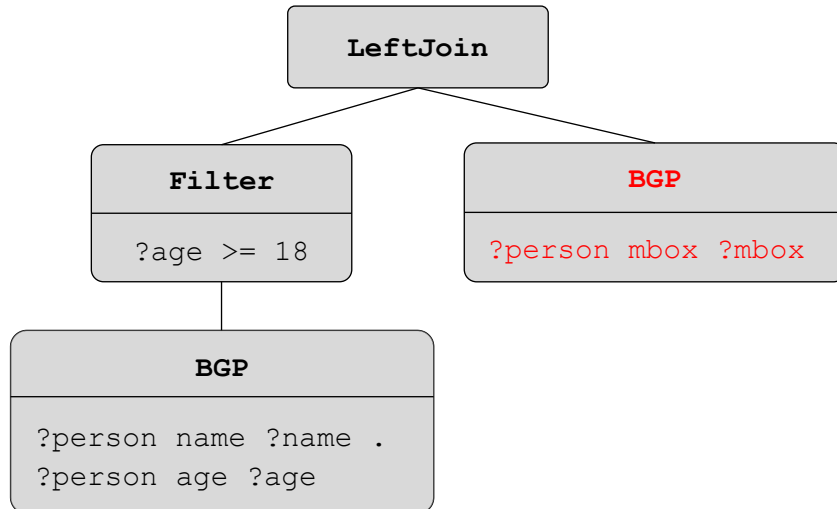 LeftJoin
Filter
?age >= 18
BGP
?person mbox ?mbox
BGP
?person name ?name .
?person age ?age